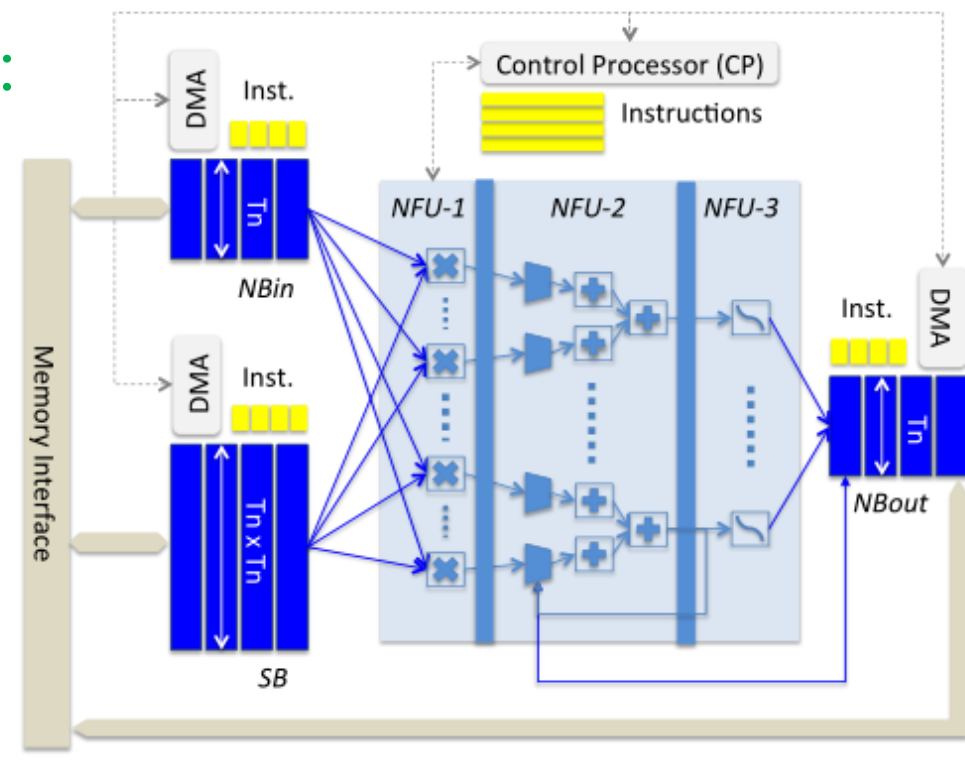 Control Processor (CP)
Instructions
DMA
Inst.
Tn
NBin
DMA
Inst.
Tn x Tn
SB
Memory Interface
NFU-1
NFU-2
NFU-3
DMA
Inst.
Tn
NBout